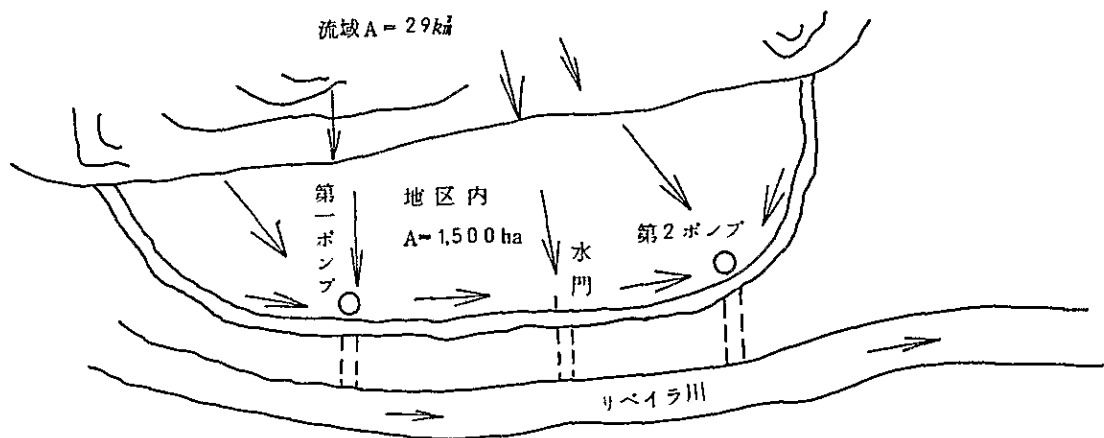 流域A＝29km²
第一ポンプ
地区内
A＝1,500ha
水門
第2ポンプ
リベイラ川